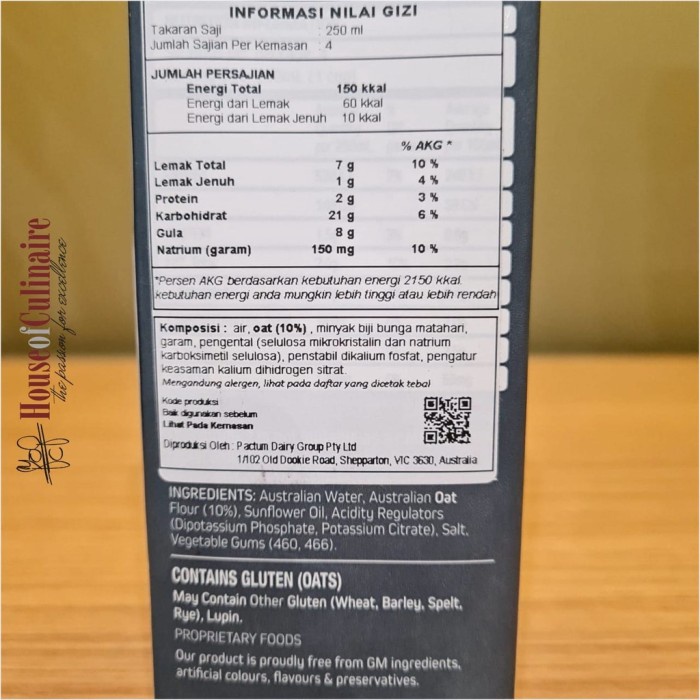 INFORMASI NILAI GIZI
Takaran Saji : 250 ml
Jumlah Sajian Per Kemasan : 4
JUMLAH PERSAJIAN
Energi Total 150 kkal
Energi dari Lemak 60 kkal
Energi dari Lemak Jenuh 10 kkal
% AKG *
Lemak Total 7 g 10 %
Lemak Jenuh 1 g 4 %
Protein 2 g 3 %
Karbohidrat 21 g 6 %
Gula 8 g
Natrium (garam) 150 mg 10 %
*Persen AKG berdasarkan kebutuhan energi 2150 kkal.
kebutuhan energi anda mungkin lebih tinggi atau lebih rendah
Komposisi : air, oat (10%) , minyak biji bunga matahari,
garam, pengental (selulosa mikrokristalin dan natrium
karboksimetil selulosa), penstabil dikalium fosfat, pengatur
keasaman kalium dihidrogen sitrat.
Mengandung alergen, lihat pada daftar yang dicetak tebal
Kode produksi
Baik digunakan sebelum
Lihat Pada Kemasan
Diproduksi Oleh : Pactum Dairy Group Pty Ltd
1/102 Old Dookie Road, Shepparton, VIC 3630, Australia
INGREDIENTS: Australian Water, Australian Oat
Flour (10%), Sunflower Oil, Acidity Regulators
(Dipotassium Phosphate, Potassium Citrate), Salt,
Vegetable Gums (460, 466).
CONTAINS GLUTEN (OATS)
May Contain Other Gluten (Wheat, Barley, Spelt,
Rye), Lupin.
PROPRIETARY FOODS
Our product is proudly free from GM ingredients,
artificial colours, flavours & preservatives.
House of Culinaire
the passion for excellence